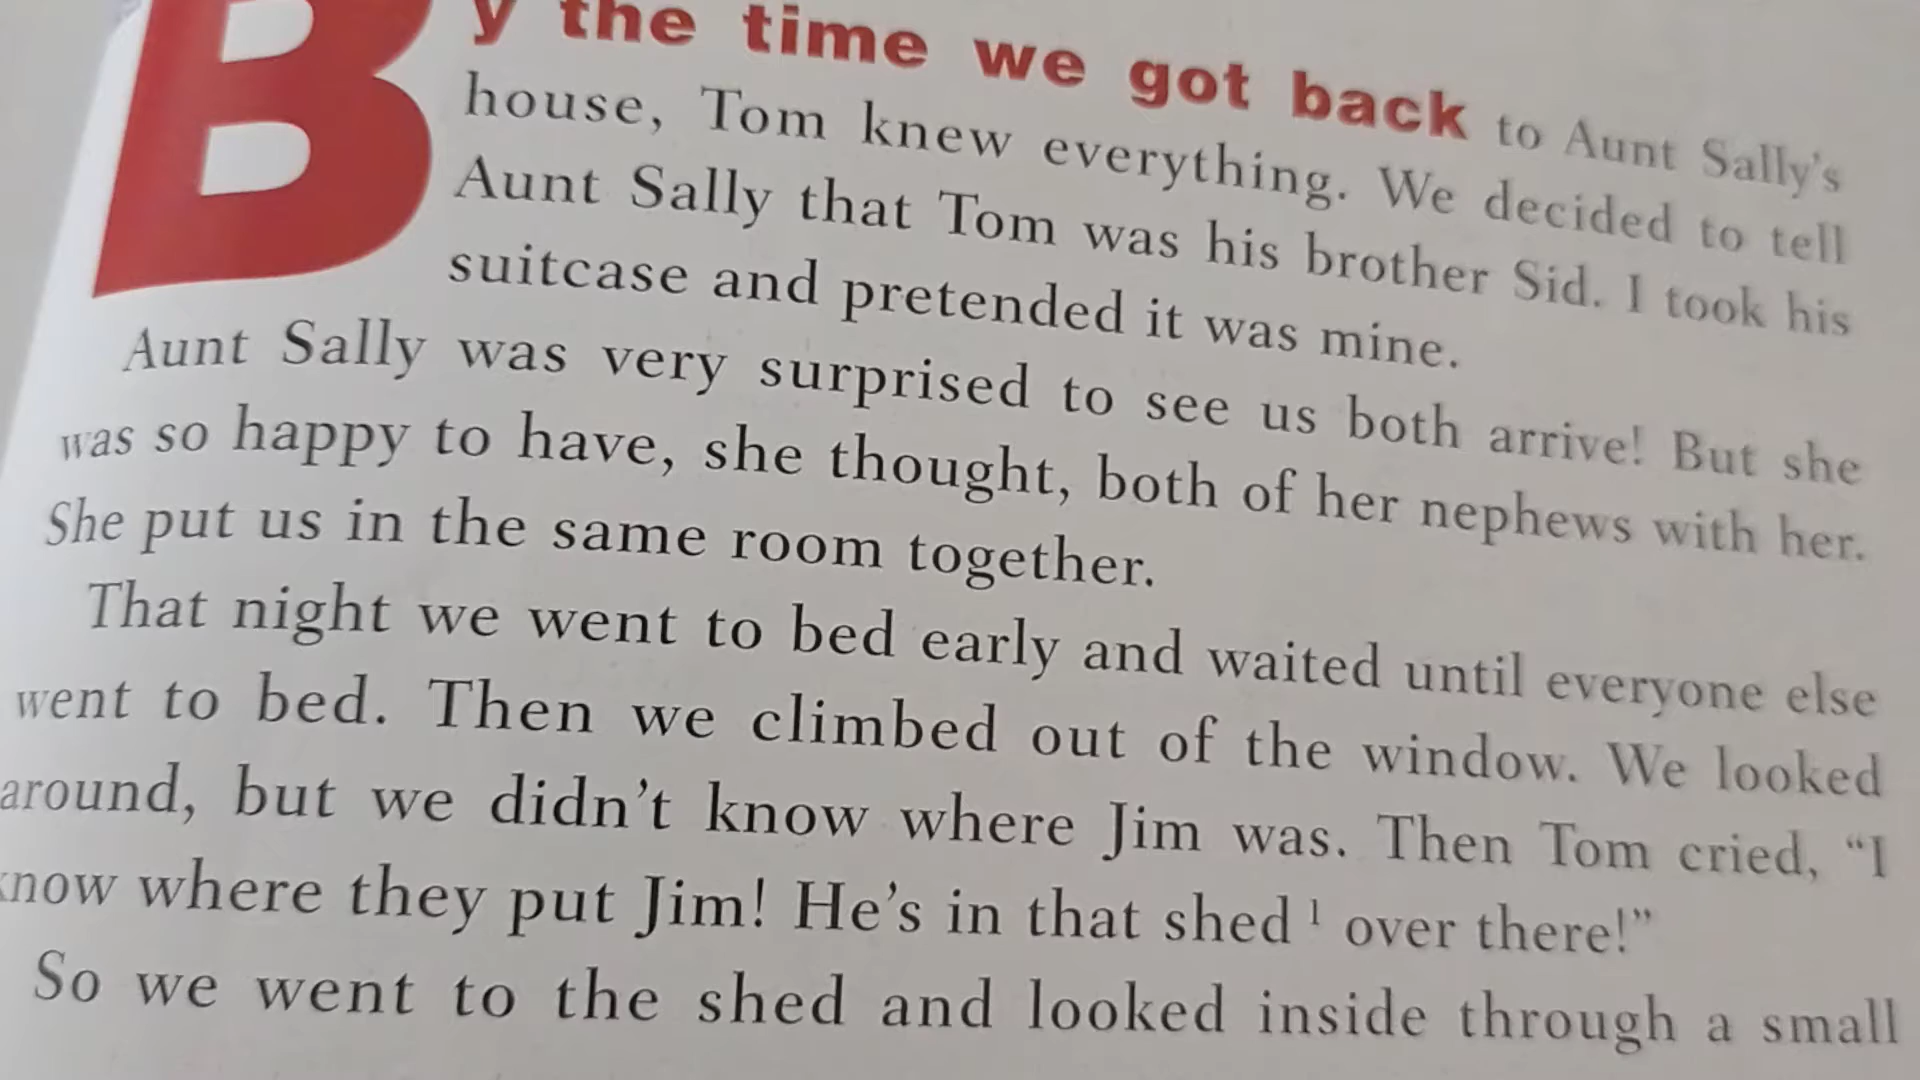 By the time we got back to Aunt Sally's
house, Tom knew everything. We decided to tell
Aunt Sally that Tom was his brother Sid. I took his
suitcase and pretended it was mine.
Aunt Sally was very surprised to see us both arrive! But she
was so happy to have, she thought, both of her nephews with her.
She put us in the same room together.
That night we went to bed early and waited until everyone else
went to bed. Then we climbed out of the window. We looked
around, but we didn't know where Jim was. Then Tom cried, “I
know where they put Jim! He's in that shed ¹ over there!”
So we went to the shed and looked inside through a small